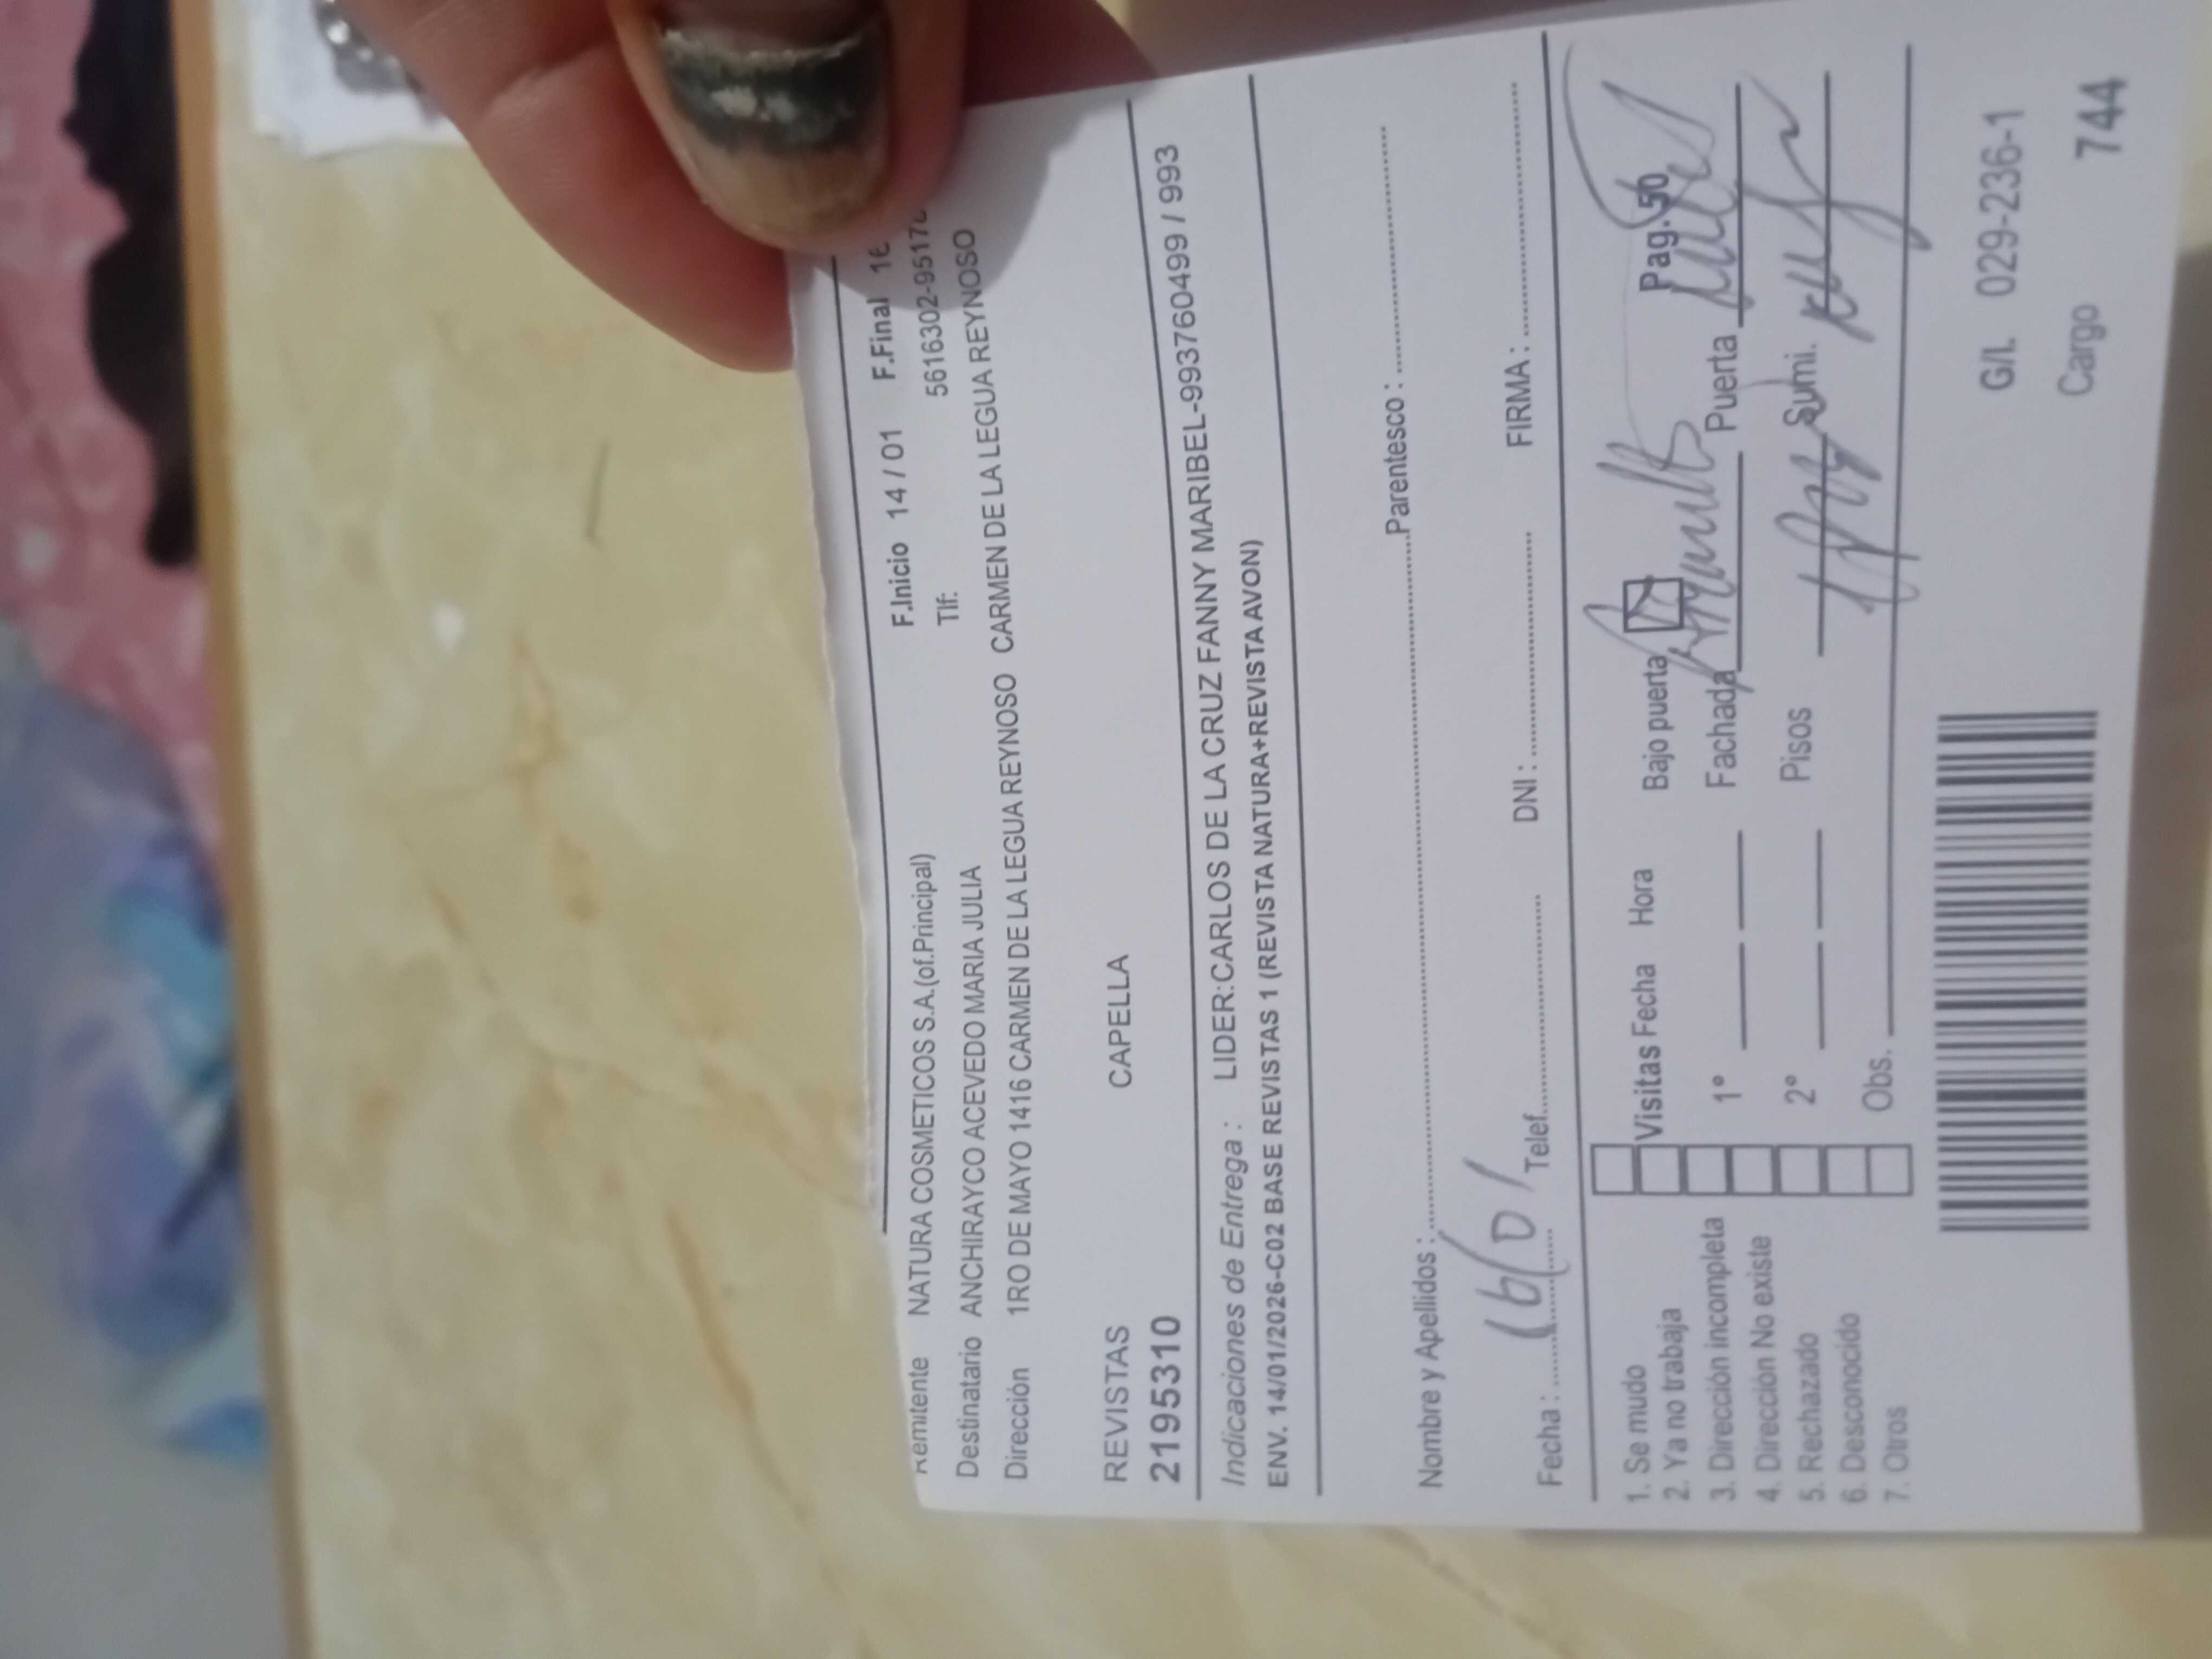 Remitente NATURA COSMETICOS S.A.(of.Principal) F.Inicio 14 / 01 F.Final
Destinatario ANCHIRAYCO ACEVEDO MARIA JULIA Tlf: 5616302-9517
Dirección 1RO DE MAYO 1416 CARMEN DE LA LEGUA REYNOSO CARMEN DE LA LEGUA REYNOSO
REVISTAS CAPELLA
2195310
Indicaciones de Entrega : LIDER:CARLOS DE LA CRUZ FANNY MARIBEL-993760499 / 993
ENV. 14/01/2026-C02 BASE REVISTAS 1 (REVISTA NATURA+REVISTA AVON)
Nombre y Apellidos : Parentesco :
Fecha : 16/01 Telef. DNI : FIRMA :
1. Se mudo Visitas Fecha Hora Bajo puerta Pag.50
2. Ya no trabaja
3. Dirección incompleta 1° Fachada Puerta
4. Dirección No existe
5. Rechazado 2° Pisos Sumi.
6. Desconocido
7. Otros Obs.
G/L 029-236-1
Cargo 744